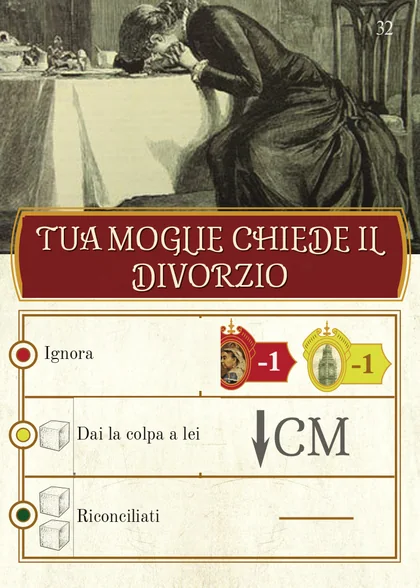 32
TUA MOGLIE CHIEDE IL
DIVORZIO
Ignora
-1
-1
Dai la colpa a lei
CM
Riconciliati